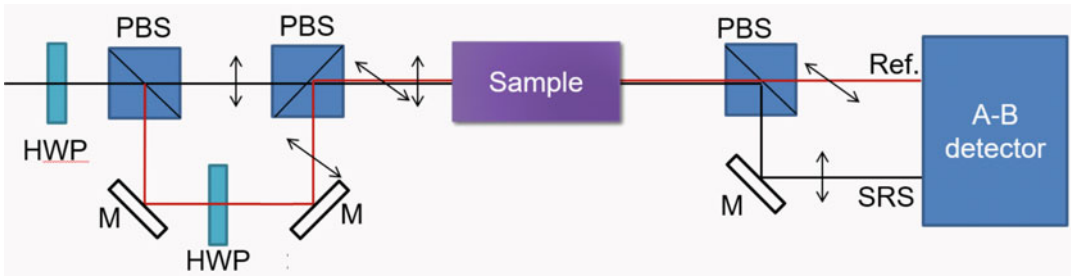 PBS
PBS
PBS
Sample
Ref.
A-B
detector
HWP
M
M
M
SRS
HWP